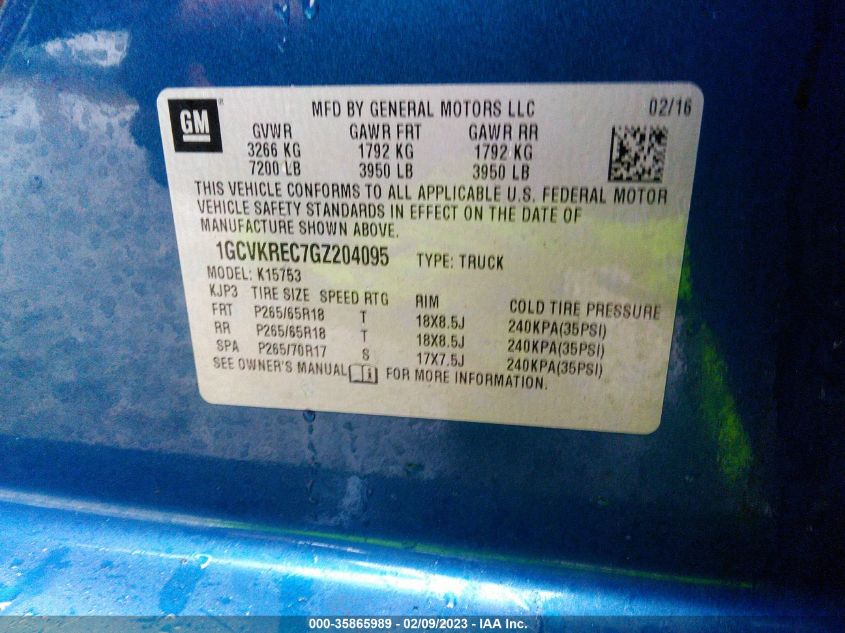 GM ®
MFD BY GENERAL MOTORS LLC 02/16
GVWR GAWR FRT GAWR RR
3266 KG 1792 KG 1792 KG
7200 LB 3950 LB 3950 LB
THIS VEHICLE CONFORMS TO ALL APPLICABLE U.S. FEDERAL MOTOR
VEHICLE SAFETY STANDARDS IN EFFECT ON THE DATE OF
MANUFACTURE SHOWN ABOVE.
1GCVKREC7GZ204095 TYPE: TRUCK
MODEL: K15753
KJP3 TIRE SIZE SPEED RTG RIM COLD TIRE PRESSURE
FRT P265/65R18 T 18X8.5J 240KPA(35PSI)
RR P265/65R18 T 18X8.5J 240KPA(35PSI)
SPA P265/70R17 S 17X7.5J 240KPA(35PSI)
SEE OWNER'S MANUAL i FOR MORE INFORMATION.
000-35865989 - 02/09/2023 - IAA Inc.